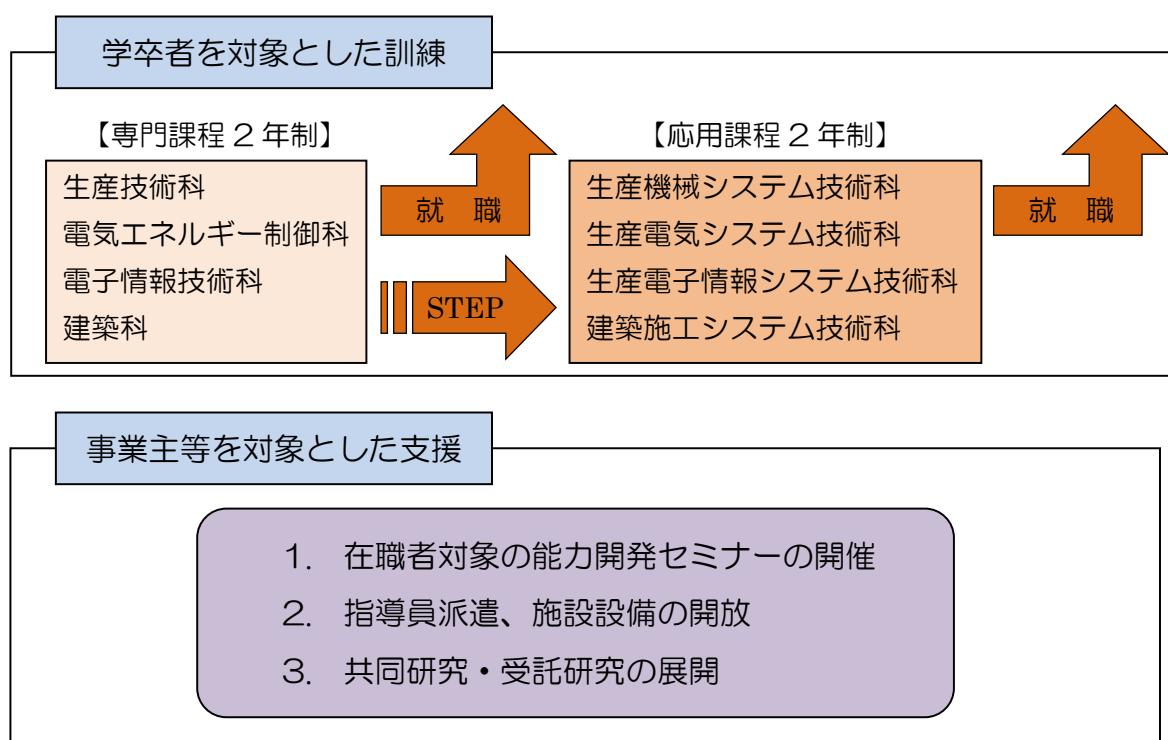 学卒者を対象とした訓練
【専門課程２年制】
生産技術科
電気エネルギー制御科
電子情報技術科
建築科
就　職
STEP
【応用課程２年制】
生産機械システム技術科
生産電気システム技術科
生産電子情報システム技術科
建築施工システム技術科
就　職
事業主等を対象とした支援
1. 在職者対象の能力開発セミナーの開催
2. 指導員派遣、施設設備の開放
3. 共同研究・受託研究の展開